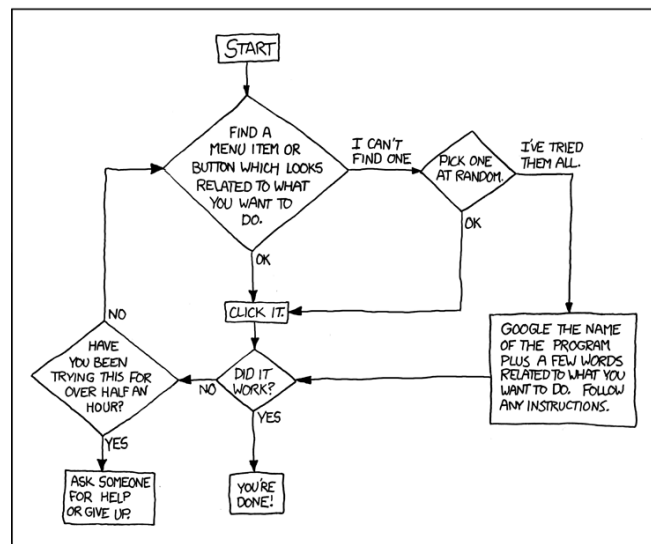 START
FIND A
MENU ITEM OR
BUTTON WHICH LOOKS
RELATED TO WHAT
YOU WANT TO
DO.
I CAN'T
FIND ONE
PICK ONE
AT RANDOM.
I'VE TRIED
THEM ALL.
OK
OK
CLICK IT.
NO
HAVE
YOU BEEN
TRYING THIS FOR
OVER HALF AN
HOUR?
DID IT
WORK?
NO
GOOGLE THE NAME
OF THE PROGRAM
PLUS A FEW WORDS
RELATED TO WHAT YOU
WANT TO DO. FOLLOW
ANY INSTRUCTIONS.
YES
YES
ASK SOMEONE
FOR HELP
OR GIVE UP.
YOU'RE
DONE!